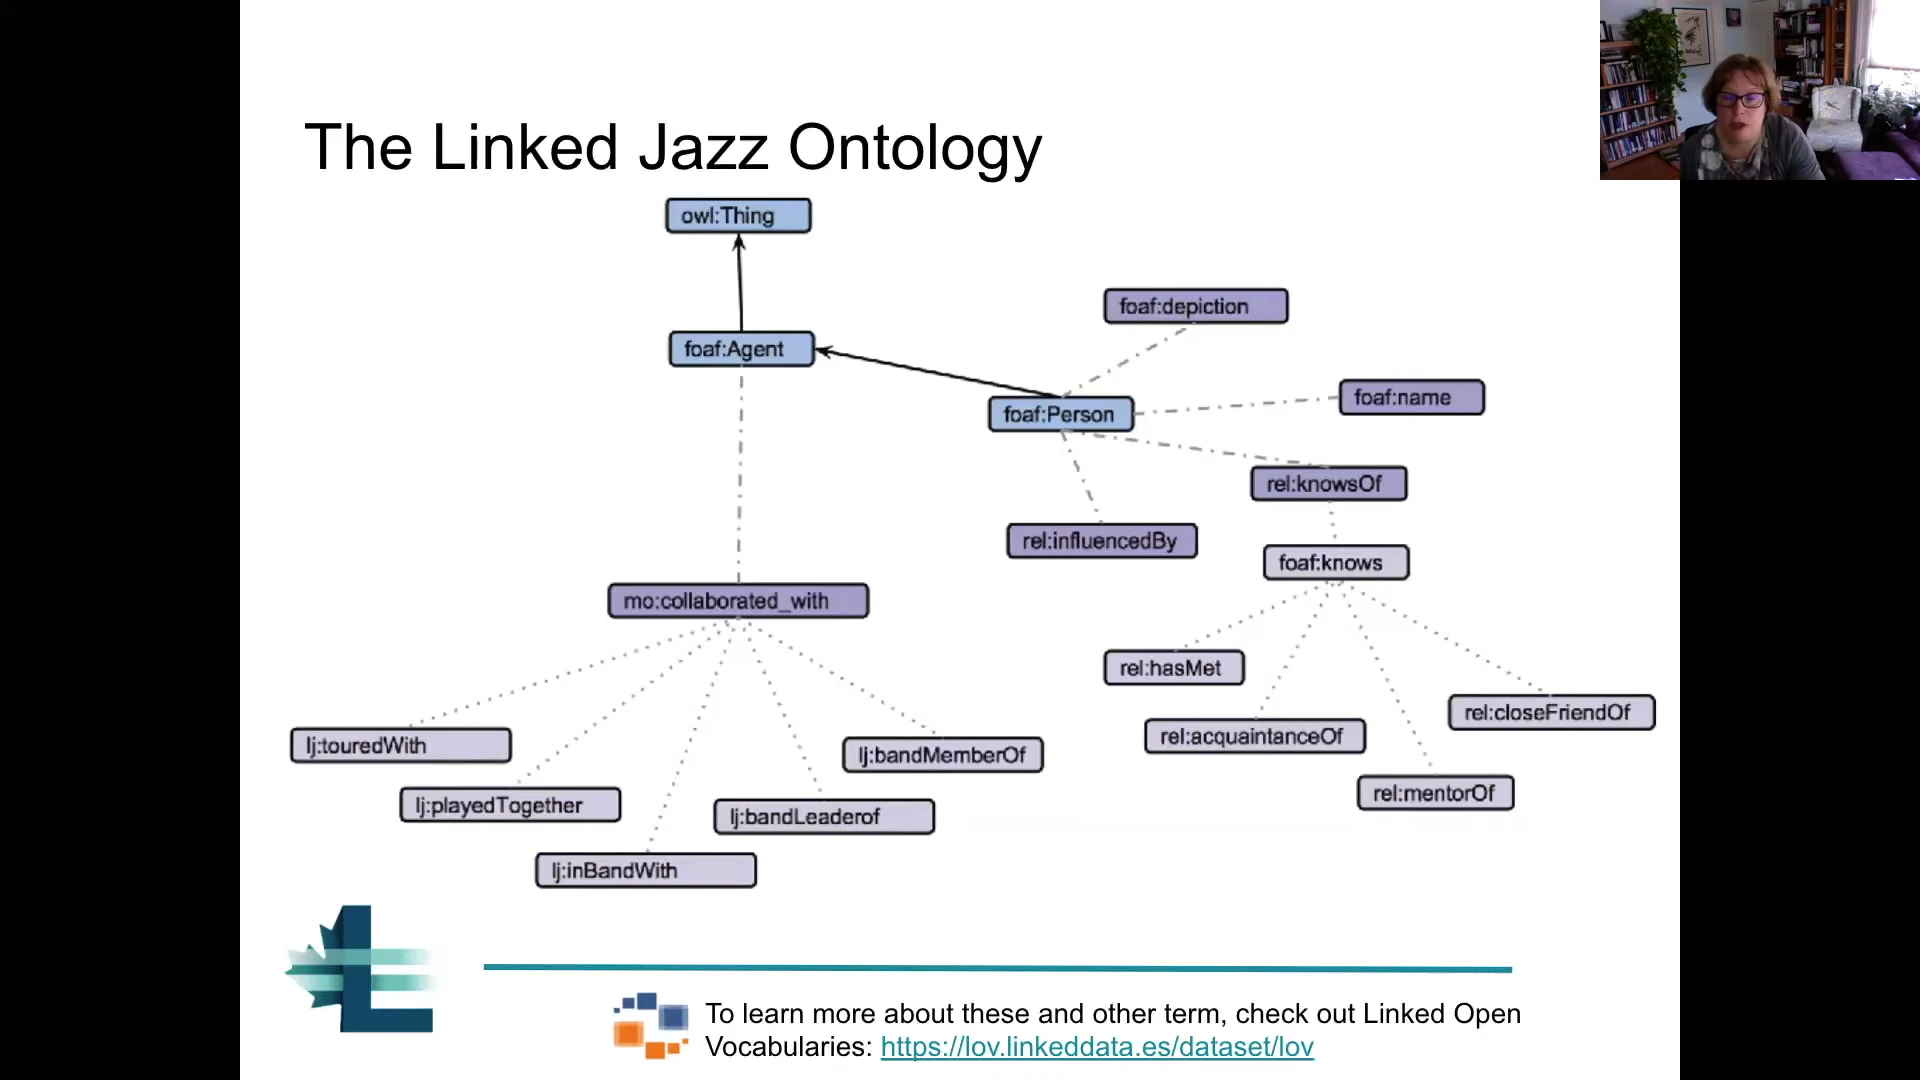 The Linked Jazz Ontology
owl:Thing
foaf:depiction
foaf:Agent
foaf:name
foaf:Person
rel:knowsOf
rel:influencedBy
foaf:knows
mo:collaborated_with
rel:hasMet
rel:closeFriendOf
rel:acquaintanceOf
lj:touredWith
lj:bandMemberOf
rel:mentorOf
lj:playedTogether
lj:bandLeaderof
lj:inBandWith
To learn more about these and other term, check out Linked Open
Vocabularies: https://lov.linkeddata.es/dataset/lov